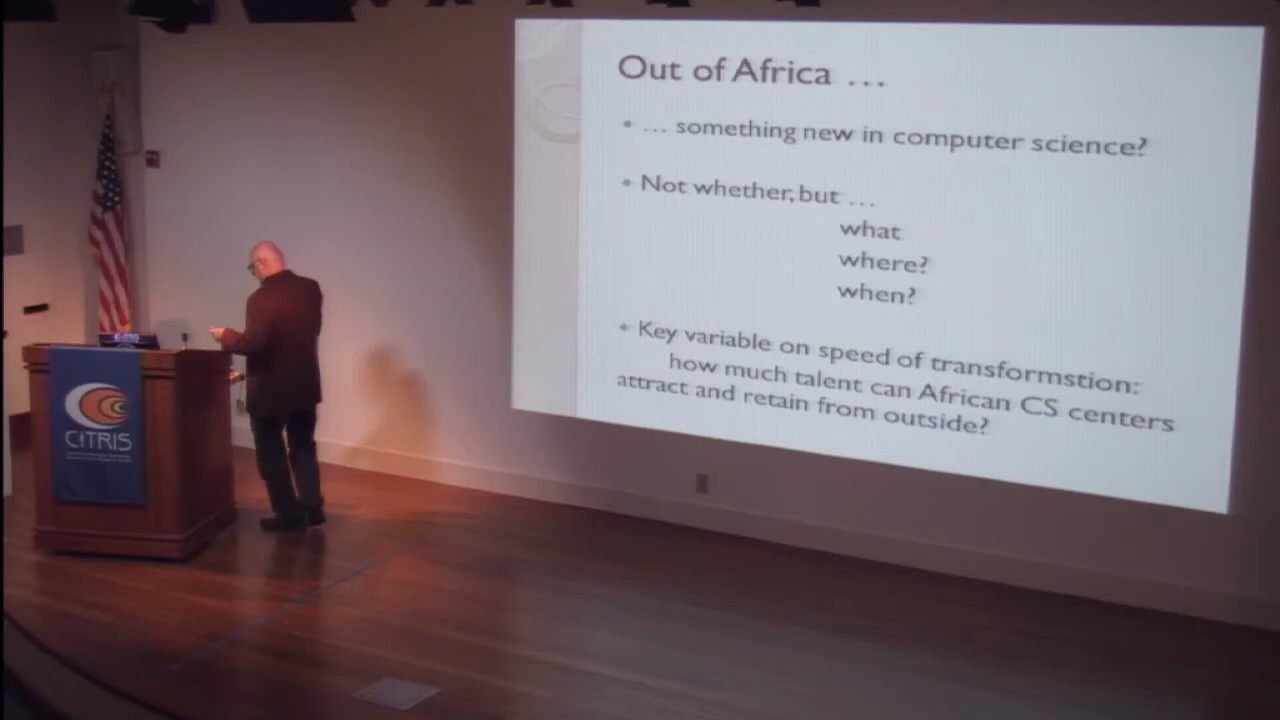 Out of Africa ...
• ... something new in computer science?
• Not whether, but ...
what
where?
when?
• Key variable on speed of transformstion:
how much talent can African CS centers
attract and retain from outside?
CITRIS